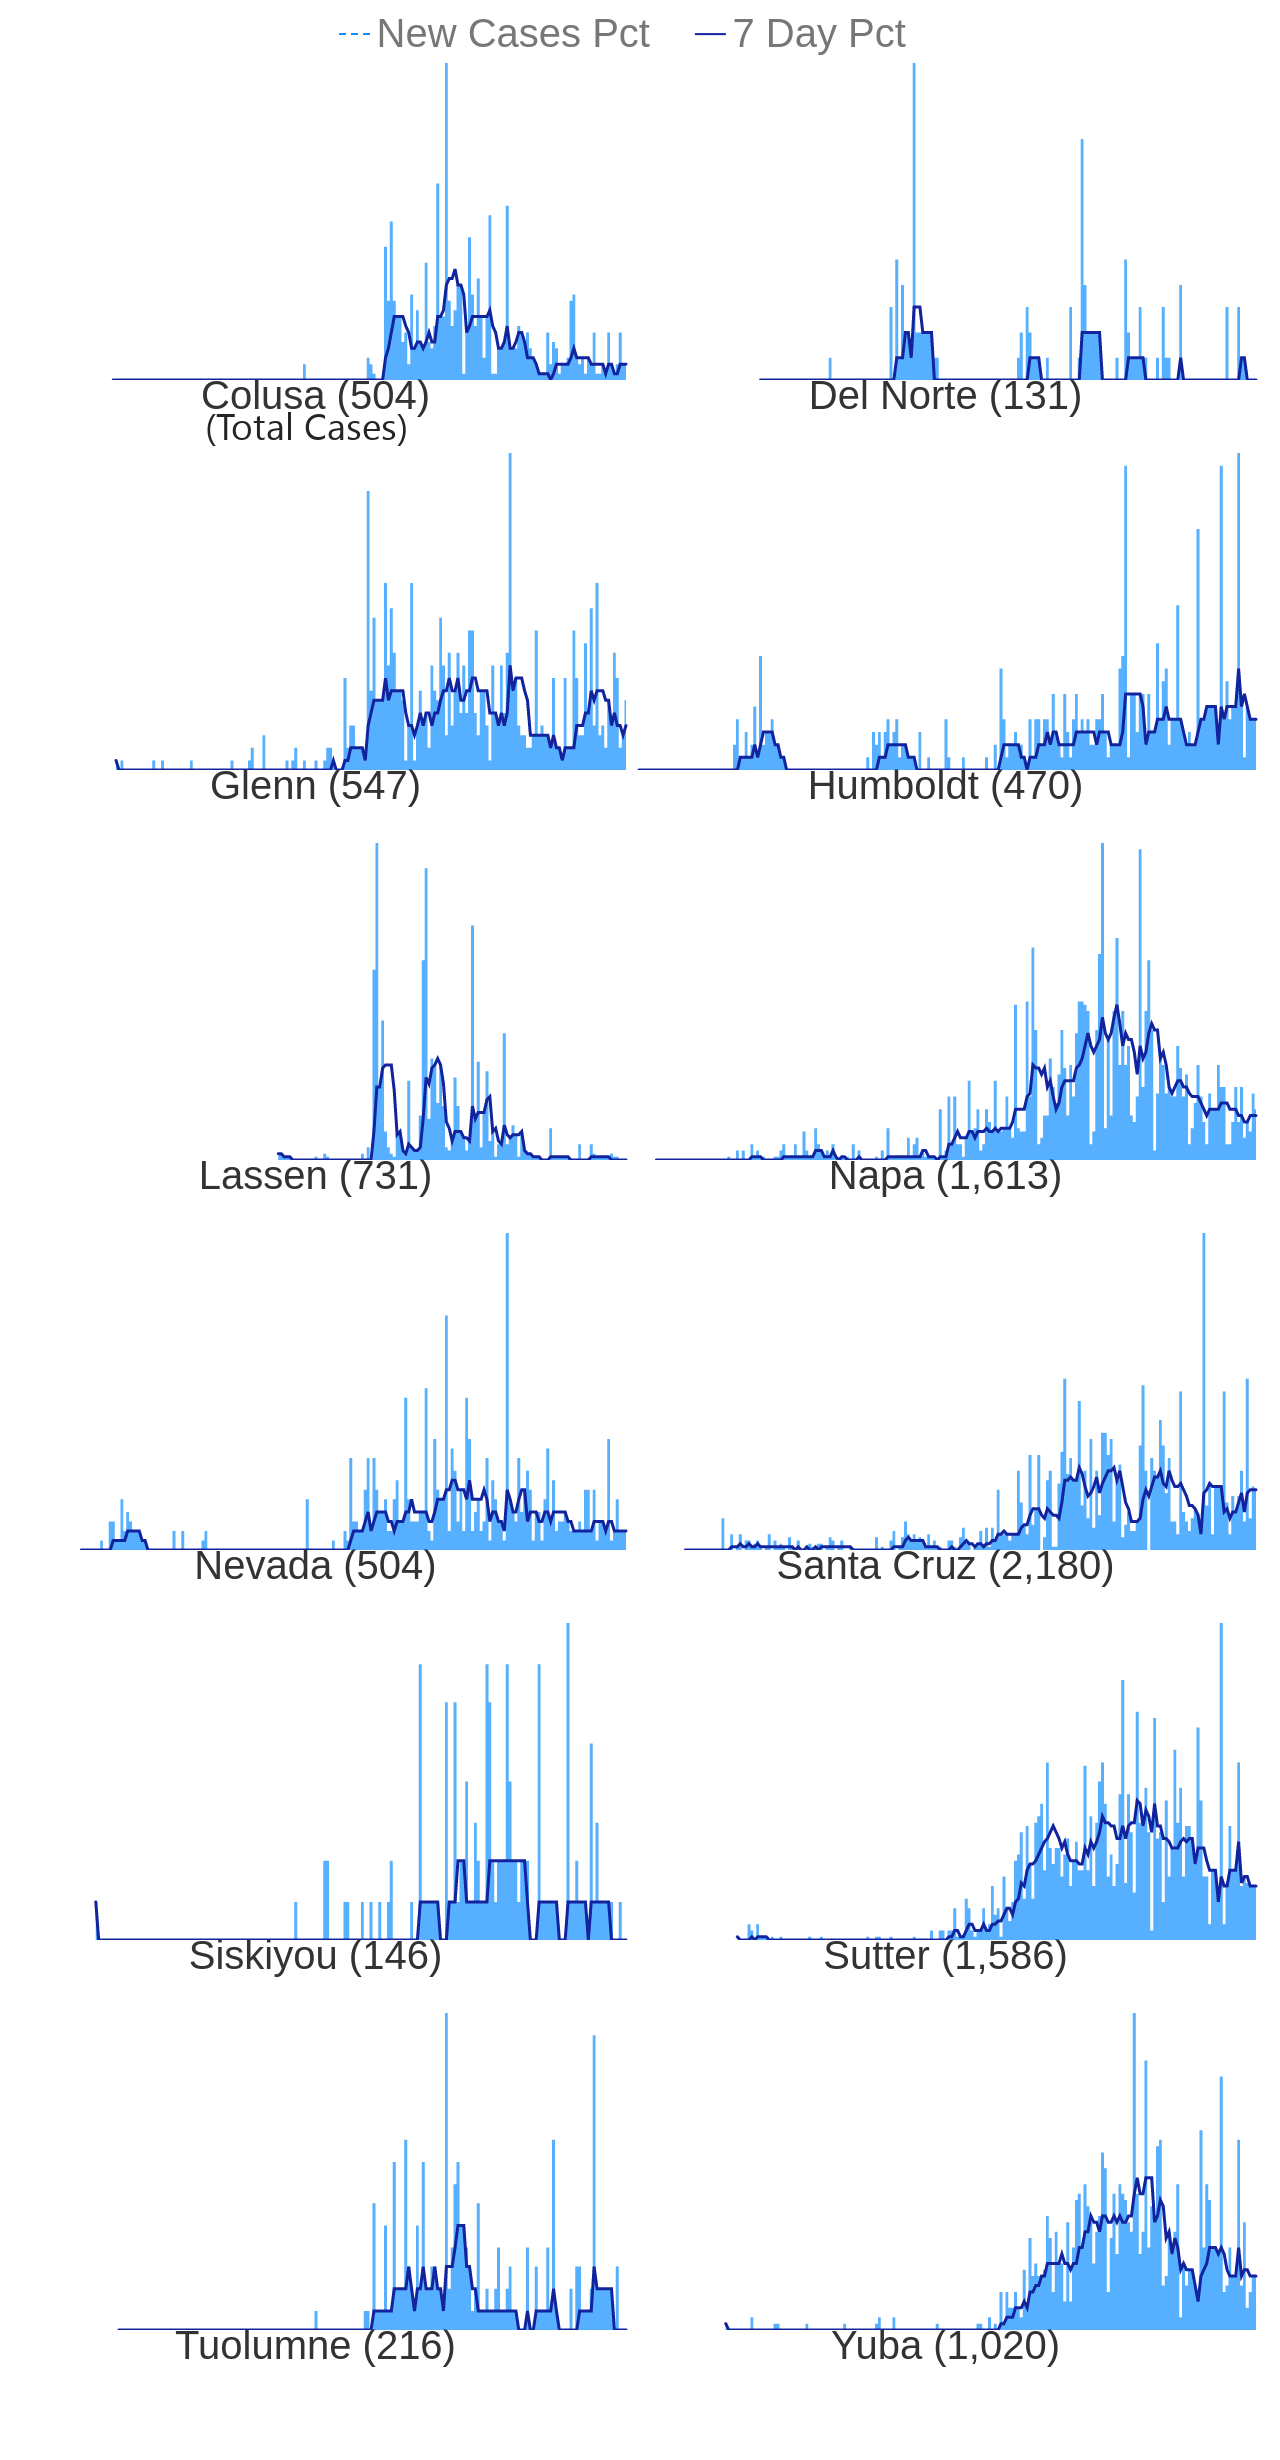 New Cases Pct 7 Day Pct
Colusa (504) Del Norte (131)
(Total Cases)
Glenn (547) Humboldt (470)
Lassen (731) Napa (1,613)
Nevada (504) Santa Cruz (2,180)
Siskiyou (146) Sutter (1,586)
Tuolumne (216) Yuba (1,020)